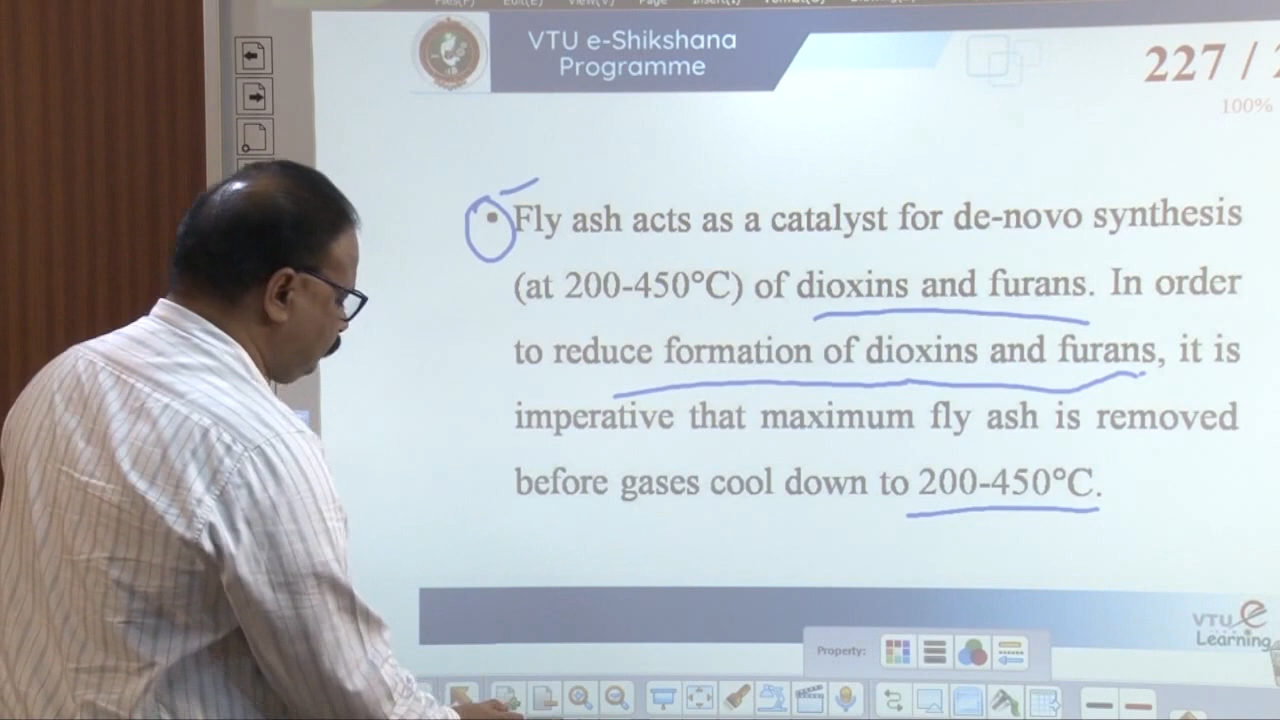 VTU e-Shikshana
Programme
227 /
100%
• Fly ash acts as a catalyst for de-novo synthesis
(at 200-450°C) of dioxins and furans. In order
to reduce formation of dioxins and furans, it is
imperative that maximum fly ash is removed
before gases cool down to 200-450°C.
VTU e
Learning
Property: